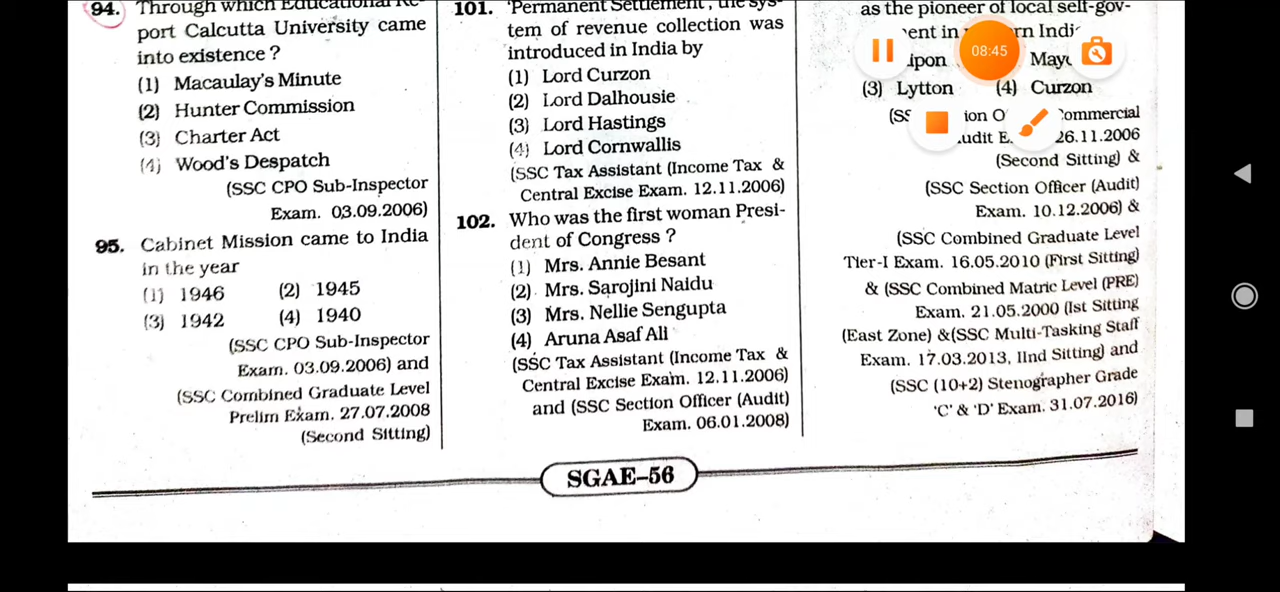 94. Through which Educational Re-
port Calcutta University came
into existence ?
(1) Macaulay's Minute
(2) Hunter Commission
(3) Charter Act
(4) Wood's Despatch
(SSC CPO Sub-Inspector
Exam. 03.09.2006)
95. Cabinet Mission came to India
in the year
(1) 1946 (2) 1945
(3) 1942 (4) 1940
(SSC CPO Sub-Inspector
Exam. 03.09.2006) and
(SSC Combined Graduate Level
Prelim Exam. 27.07.2008
(Second Sitting)
101. 'Permanent Settlement', the sys-
tem of revenue collection was
introduced in India by
(1) Lord Curzon
(2) Lord Dalhousie
(3) Lord Hastings
(4) Lord Cornwallis
(SSC Tax Assistant (Income Tax &
Central Excise Exam. 12.11.2006)
102. Who was the first woman Presi-
dent of Congress ?
(1) Mrs. Annie Besant
(2) Mrs. Sarojini Naidu
(3) Mrs. Nellie Sengupta
(4) Aruna Asaf Ali
(SSC Tax Assistant (Income Tax &
Central Excise Exam. 12.11.2006)
and (SSC Section Officer (Audit)
Exam. 06.01.2008)
as the pioneer of local self-gov-
in
08:45
(3) Lytton (4) Curzon
26.11.2006
(Second Sitting) &
(SSC Section Officer (Audit)
Exam. 10.12.2006) &
(SSC Combined Graduate Level
Tier-I Exam. 16.05.2010 (First Sitting)
& (SSC Combined Matric Level (PRE)
Exam. 21.05.2000 (Ist Sitting
(East Zone) &(SSC Multi-Tasking Staff
Exam. 17.03.2013, IInd Sitting) and
(SSC (10+2) Stenographer Grade
'C' & 'D' Exam. 31.07.2016)
SGAE–56